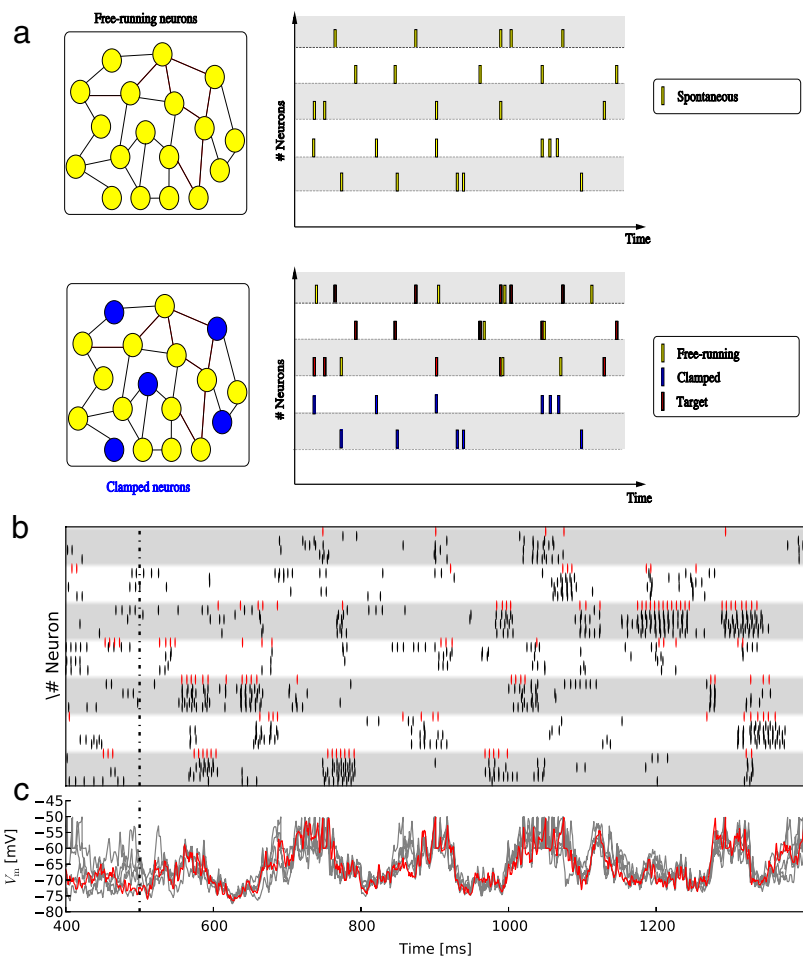 a
Free-running neurons
# Neurons
Time
Spontaneous
Clamped neurons
# Neurons
Time
Free-running
Clamped
Target
b
\# Neuron
c
−45
−50
−55
−60
−65
−70
−75
−80
Vm [mV]
400
600
800
1000
1200
Time [ms]